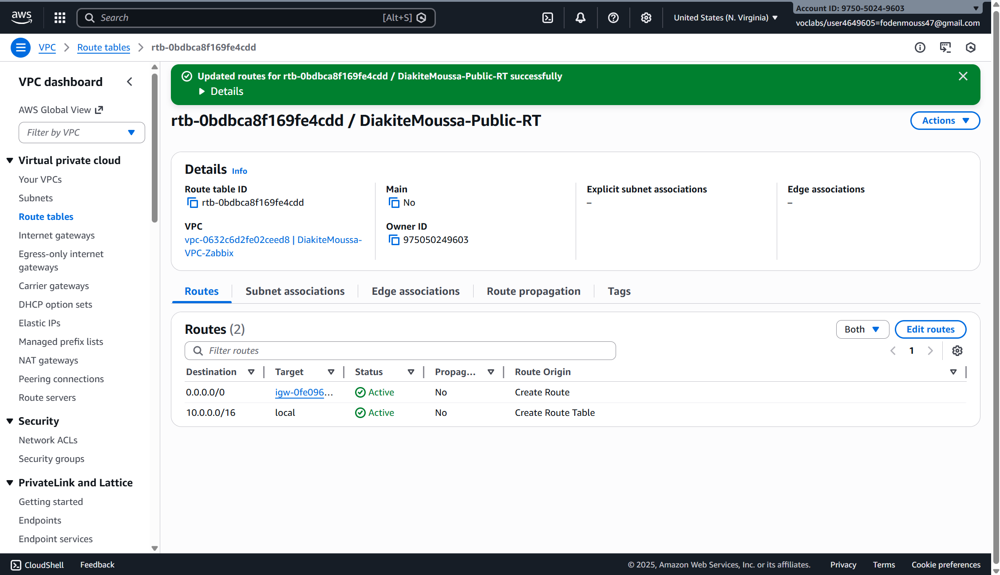 aws
Search
[Alt+S]
United States (N. Virginia)
Account ID: 9750-5024-9603
voclabs/user4649605=fodenmouss47@gmail.com
VPC
Route tables
rtb-0bdbca8f169fe4cdd
VPC dashboard
AWS Global View
Filter by VPC
Virtual private cloud
Your VPCs
Subnets
Route tables
Internet gateways
Egress-only internet
gateways
Carrier gateways
DHCP option sets
Elastic IPs
Managed prefix lists
NAT gateways
Peering connections
Route servers
Security
Network ACLs
Security groups
PrivateLink and Lattice
Getting started
Endpoints
Endpoint services
Updated routes for rtb-0bdbca8f169fe4cdd / DiakiteMoussa-Public-RT successfully
Details
rtb-0bdbca8f169fe4cdd / DiakiteMoussa-Public-RT
Actions
Details Info
Route table ID
rtb-0bdbca8f169fe4cdd
Main
No
Explicit subnet associations
–
Edge associations
–
VPC
vpc-0632c6d2fe02ceed8 | DiakiteMoussa-
VPC-Zabbix
Owner ID
975050249603
Routes
Subnet associations
Edge associations
Route propagation
Tags
Routes (2)
Both
Edit routes
Filter routes
1
Destination Target Status Propag... Route Origin
0.0.0.0/0 igw-0fe096... Active No Create Route
10.0.0.0/16 local Active No Create Route Table
CloudShell
Feedback
© 2025, Amazon Web Services, Inc. or its affiliates.
Privacy
Terms
Cookie preferences